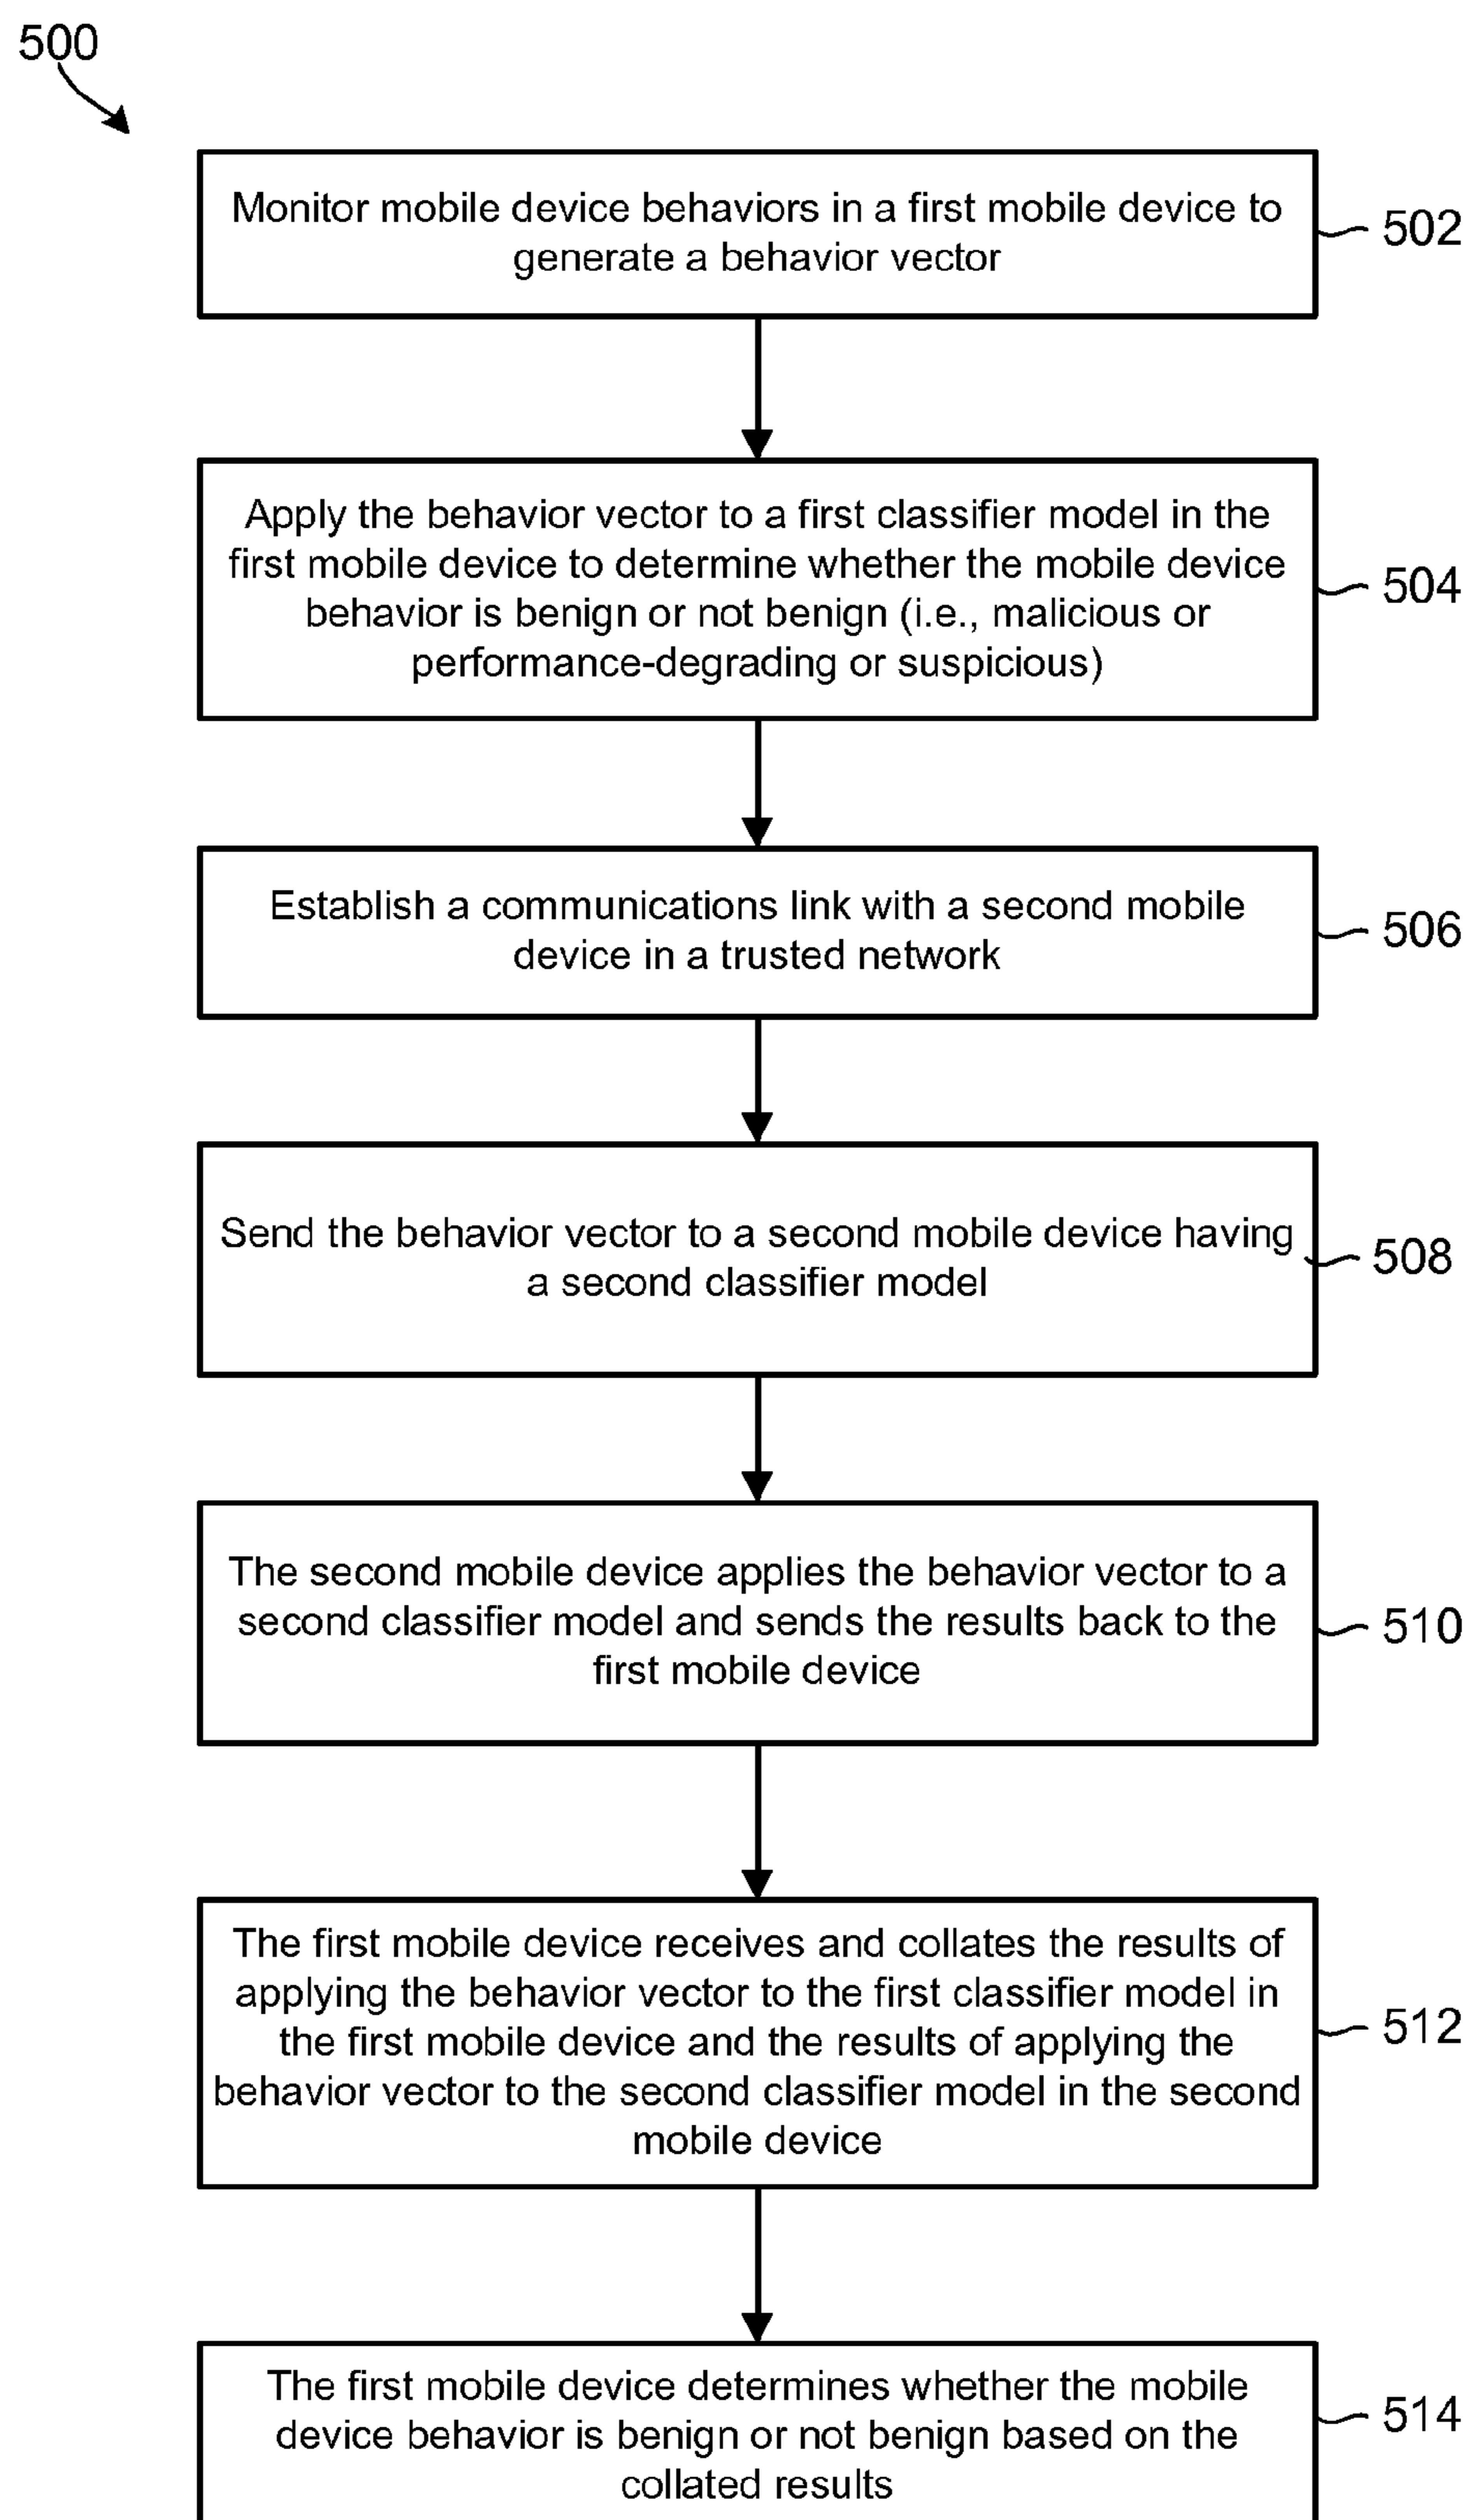 500
Monitor mobile device behaviors in a first mobile device to
generate a behavior vector
502
Apply the behavior vector to a first classifier model in the
first mobile device to determine whether the mobile device
behavior is benign or not benign (i.e., malicious or
performance-degrading or suspicious)
504
Establish a communications link with a second mobile
device in a trusted network
506
Send the behavior vector to a second mobile device having
a second classifier model
508
The second mobile device applies the behavior vector to a
second classifier model and sends the results back to the
first mobile device
510
The first mobile device receives and collates the results of
applying the behavior vector to the first classifier model in
the first mobile device and the results of applying the
behavior vector to the second classifier model in the second
mobile device
512
The first mobile device determines whether the mobile
device behavior is benign or not benign based on the
collated results
514